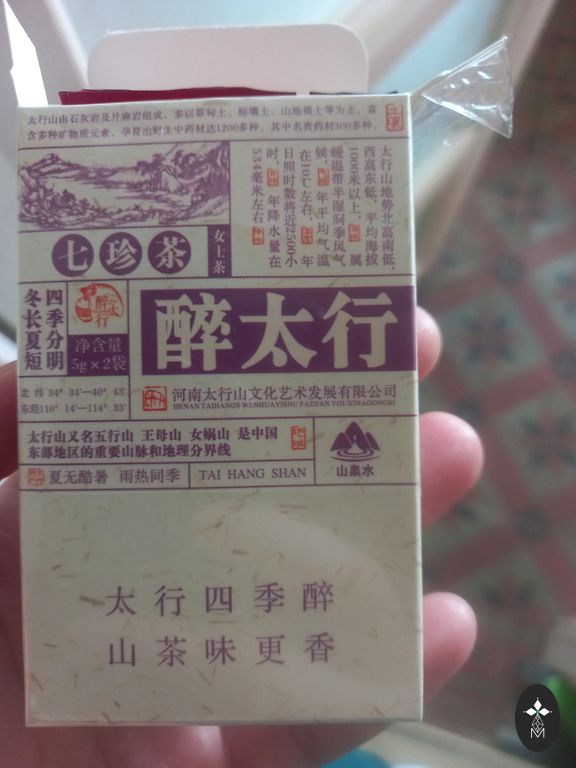 太行山由石灰岩及片麻岩组成、多以草甸土、棕壤土、山地褐土等为主、富
含多种矿物质元素、孕育出野生中药材达1200多种，其中名贵药材300多种。
太行山地势北高南低，
西高东低、平均海拔
1000米以上，属
暖温带半湿润季风气
候，年平均气温
在10℃左右，年
日照时数将近2500小
时，年降水量在
534毫米左右
七珍茶
女士茶
四季分明
冬长夏短
醉太行
净含量
5g×2袋
醉太行
北纬 34° 34'—40° 43'
东经110° 14'—114° 33'
河南太行山文化艺术发展有限公司
HENAN TAIHANGS WENHUAYISHU FAZHAN YOUXINAGONGSI
太行山又名五行山 王母山 女娲山 是中国
东部地区的重要山脉和地理分界线
山泉水
夏无酷暑 雨热同季
TAI HANG SHAN
太行四季醉
山茶味更香
M